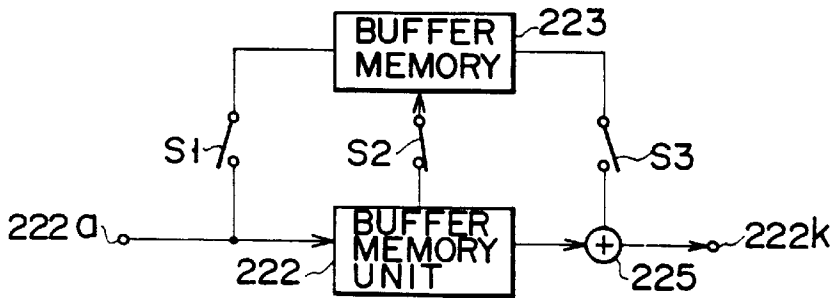 BUFFER
MEMORY
223
S1
S2
S3
222a
BUFFER
MEMORY
UNIT
222
+
225
222k